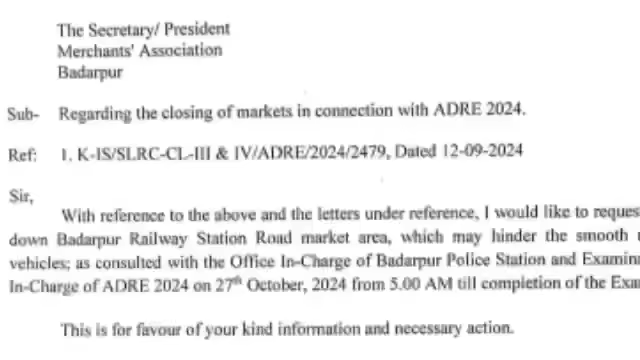 The Secretary/ President
Merchants' Association
Badarpur
Sub- Regarding the closing of markets in connection with ADRE 2024.
Ref: 1. K-IS/SLRC-CL-III & IV/ADRE/2024/2479, Dated 12-09-2024
Sir,
With reference to the above and the letters under reference, I would like to reques
down Badarpur Railway Station Road market area, which may hinder the smooth
vehicles; as consulted with the Office In-Charge of Badarpur Police Station and Examin
In-Charge of ADRE 2024 on 27th October, 2024 from 5.00 AM till completion of the Exa
This is for favour of your kind information and necessary action.